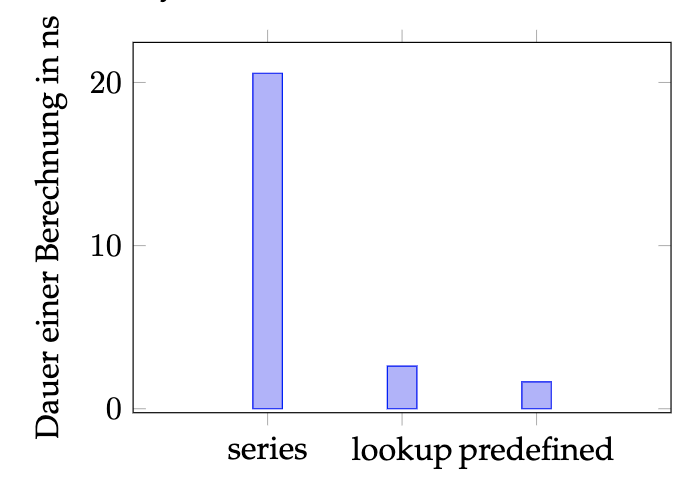 Dauer einer Berechnung in ns
20
10
0
series
lookup
predefined